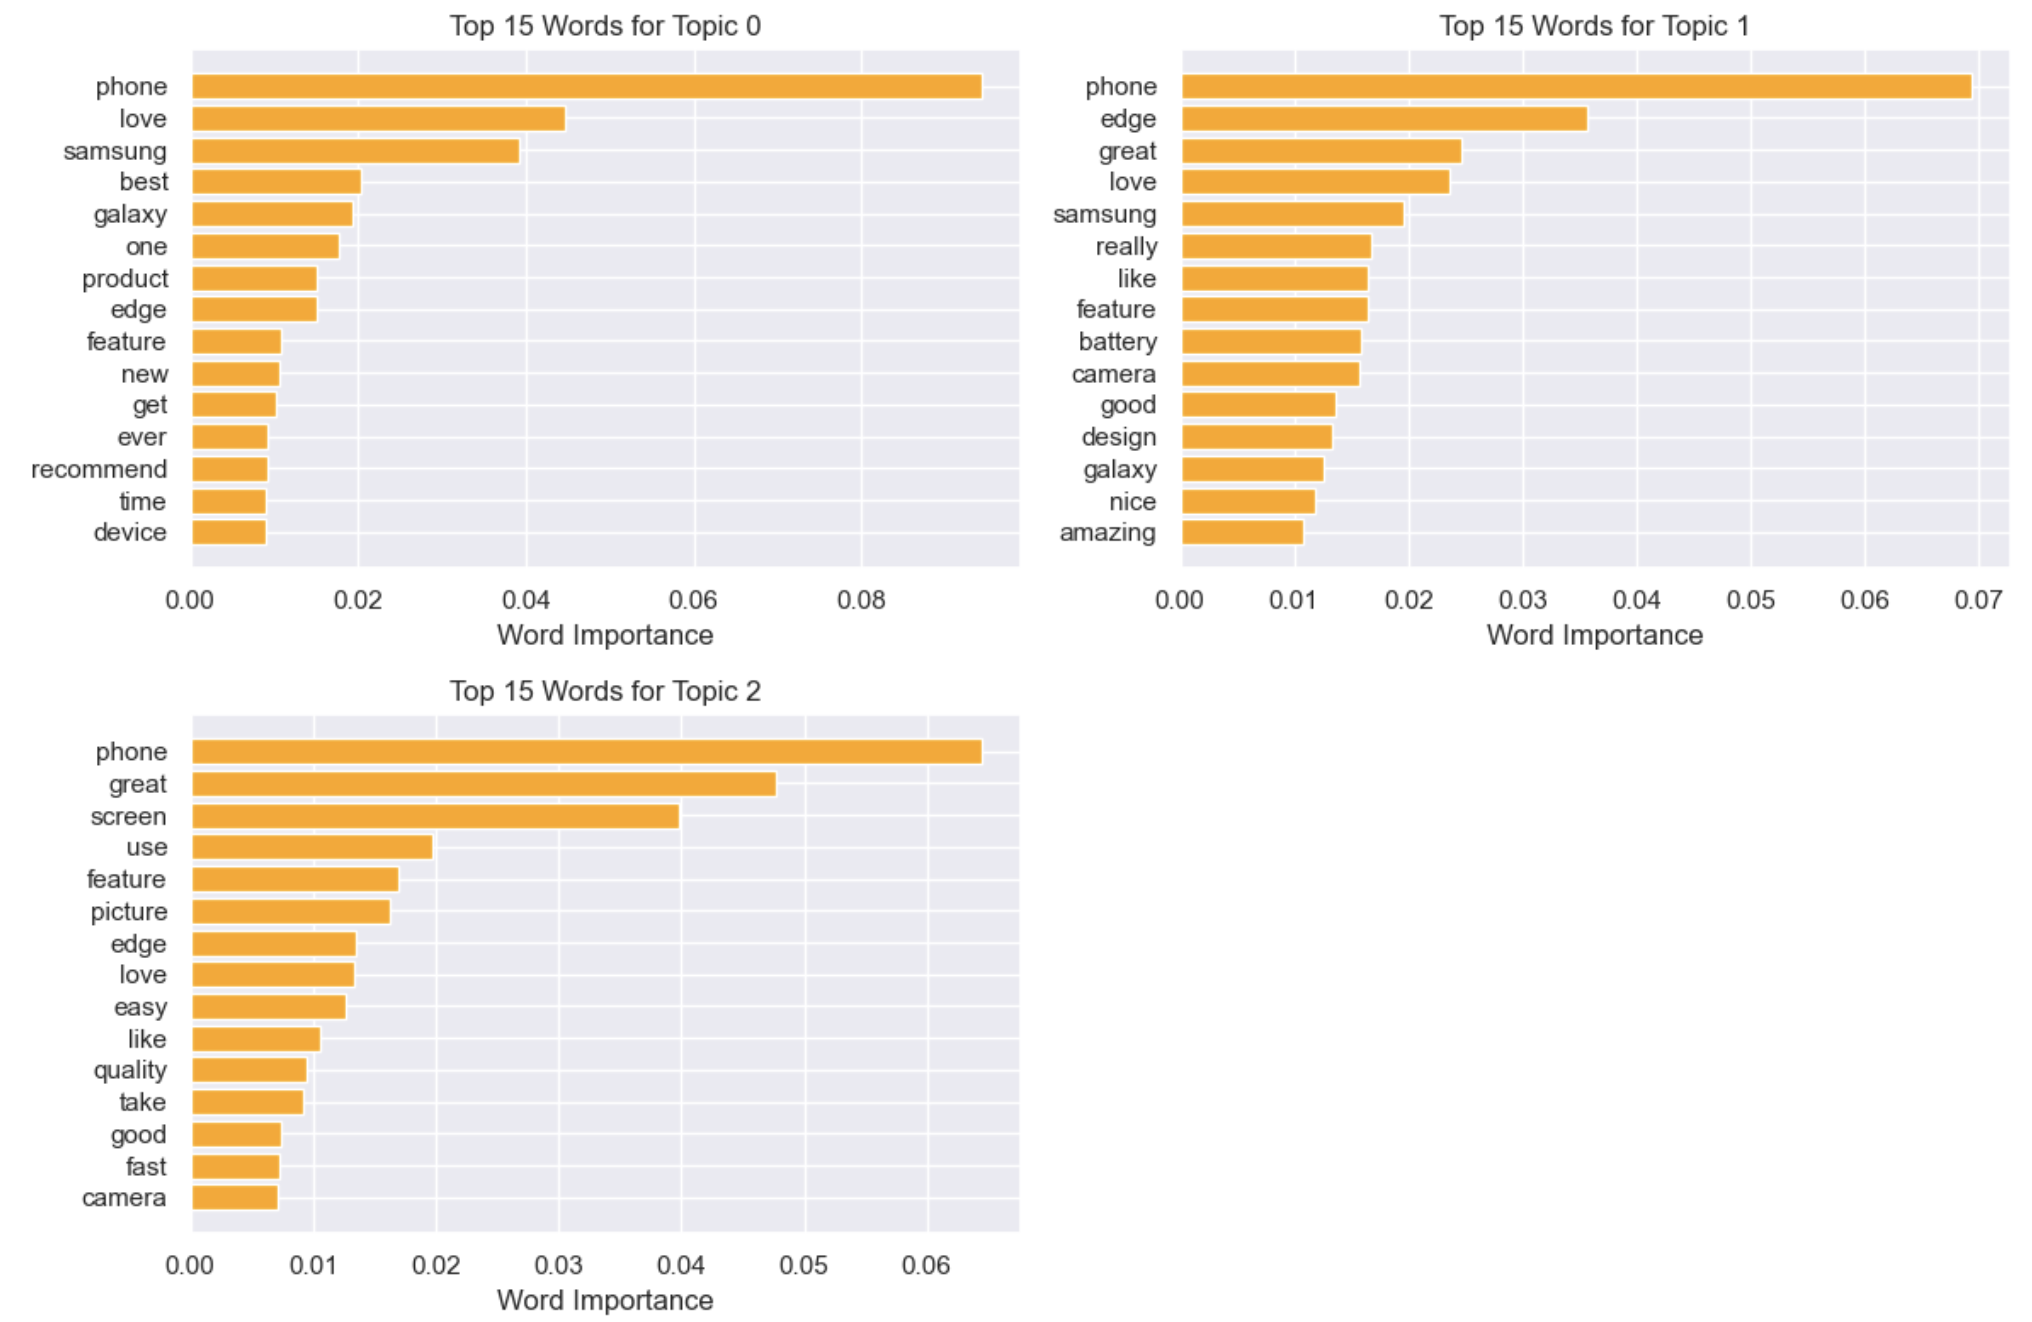 Top 15 Words for Topic 0
phone
love
samsung
best
galaxy
one
product
edge
feature
new
get
ever
recommend
time
device
0.00 0.02 0.04 0.06 0.08
Word Importance
Top 15 Words for Topic 1
phone
edge
great
love
samsung
really
like
feature
battery
camera
good
design
galaxy
nice
amazing
0.00 0.01 0.02 0.03 0.04 0.05 0.06 0.07
Word Importance
Top 15 Words for Topic 2
phone
great
screen
use
feature
picture
edge
love
easy
like
quality
take
good
fast
camera
0.00 0.01 0.02 0.03 0.04 0.05 0.06
Word Importance